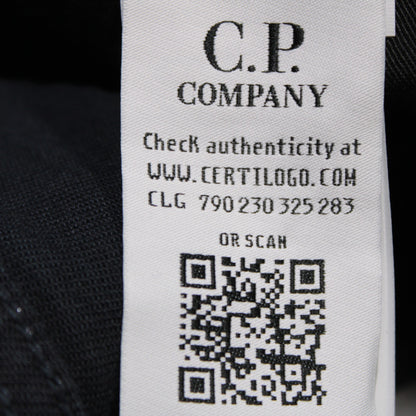 C.P.
COMPANY
Check authenticity at
WWW.CERTILOGO.COM
CLG 790 230 325 283
OR SCAN